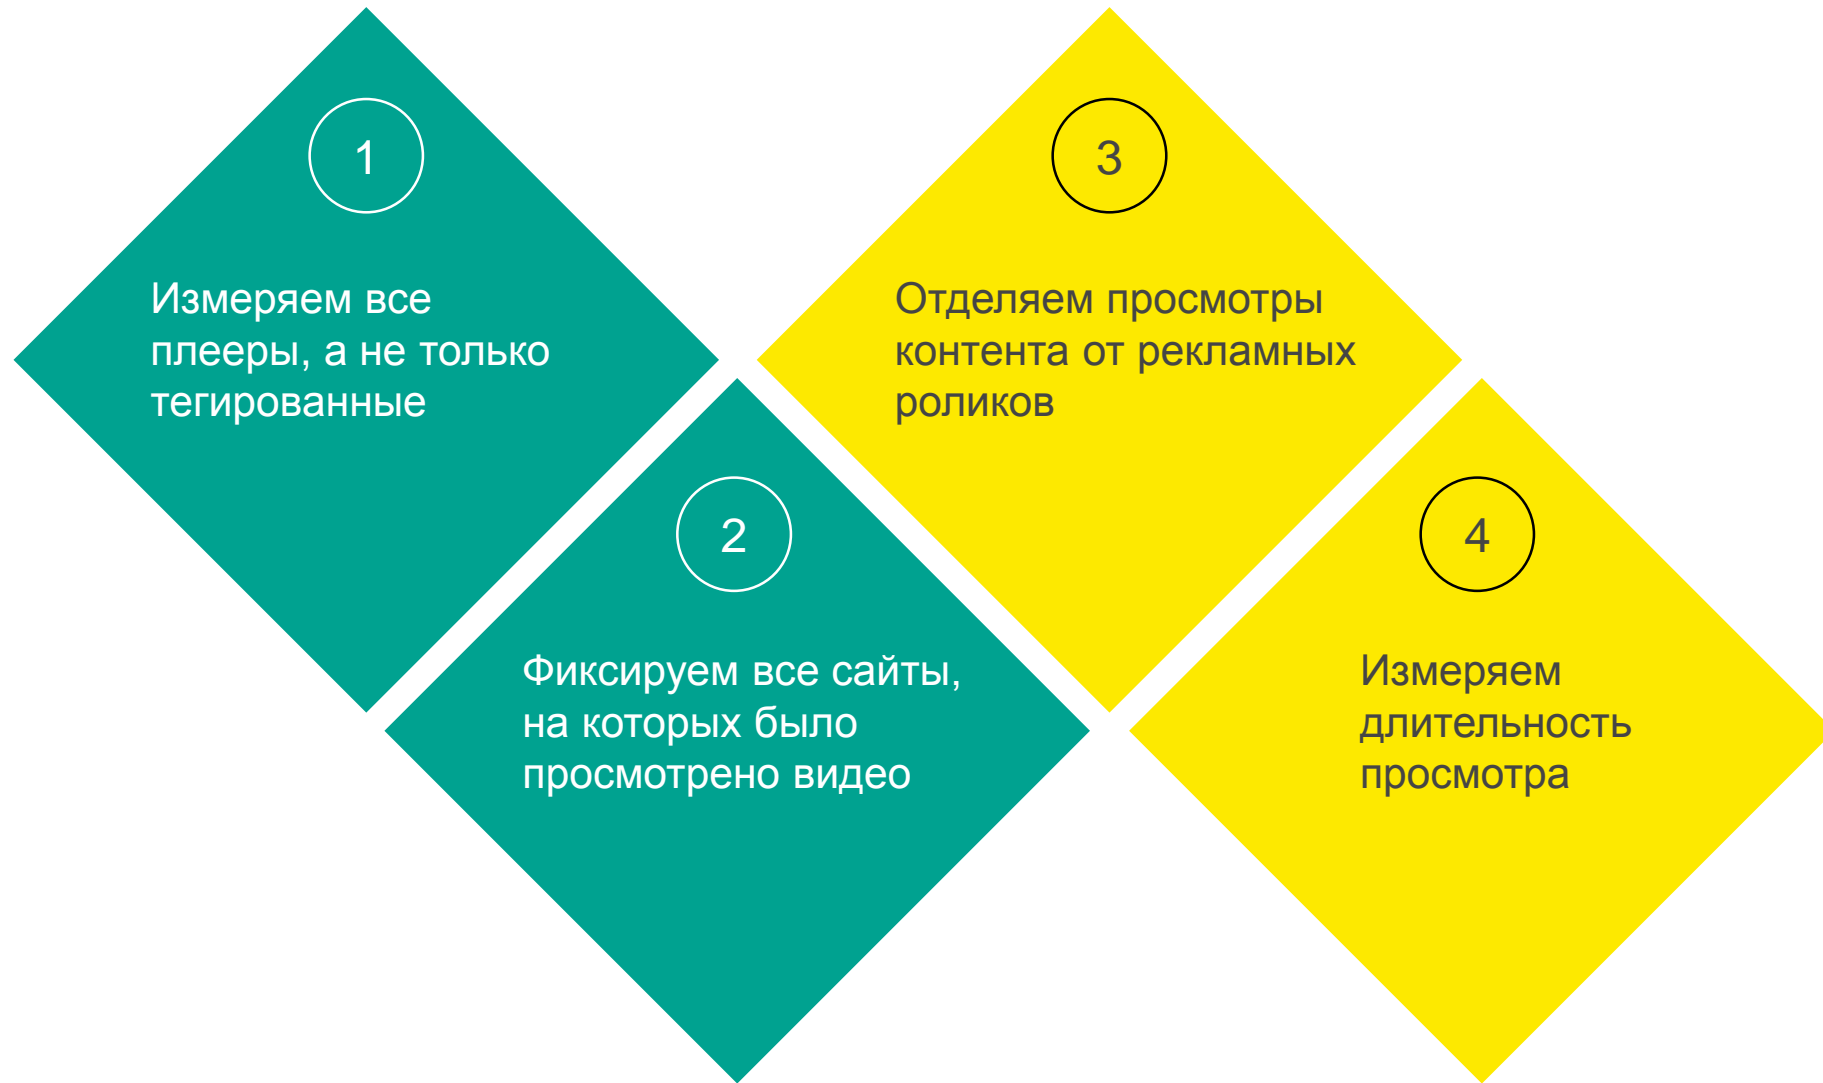 1
Измеряем все
плееры, а не только
тегированные
2
Фиксируем все сайты,
на которых было
просмотрено видео
3
Отделяем просмотры
контента от рекламных
роликов
4
Измеряем
длительность
просмотра